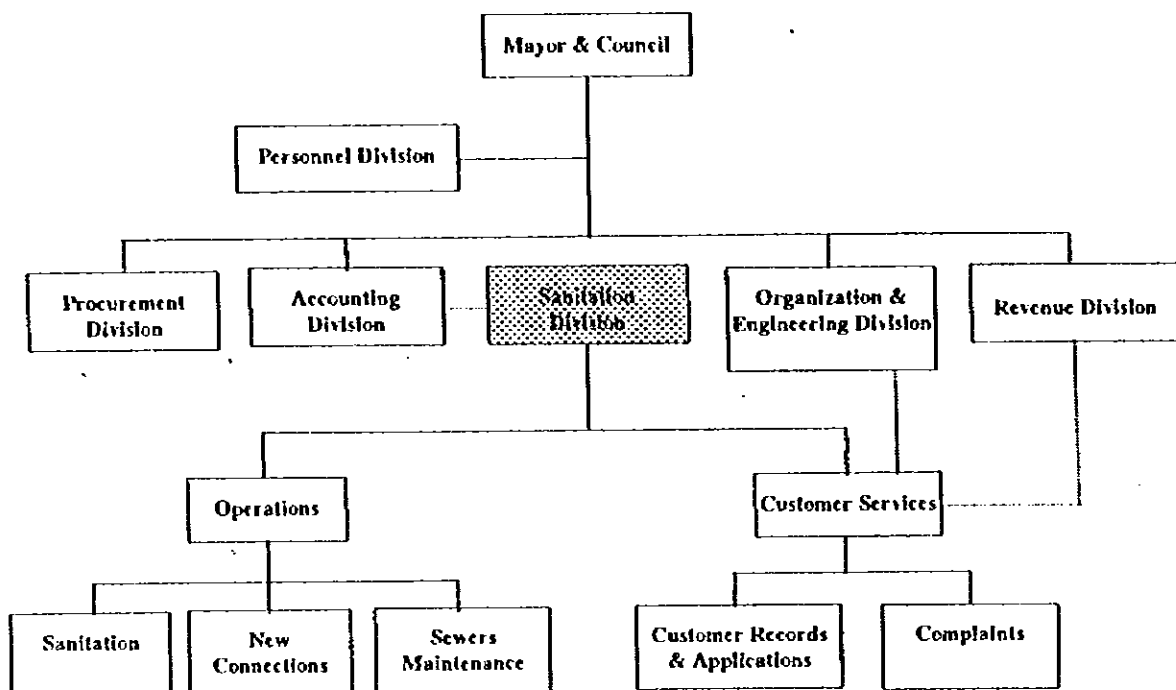 Mayor & Council
Personnel Division
Procurement
Division
Accounting
Division
Sanitation
Division
Organization &
Engineering Division
Revenue Division
Operations
Customer Services
Sanitation
New
Connections
Sewers
Maintenance
Customer Records
& Applications
Complaints